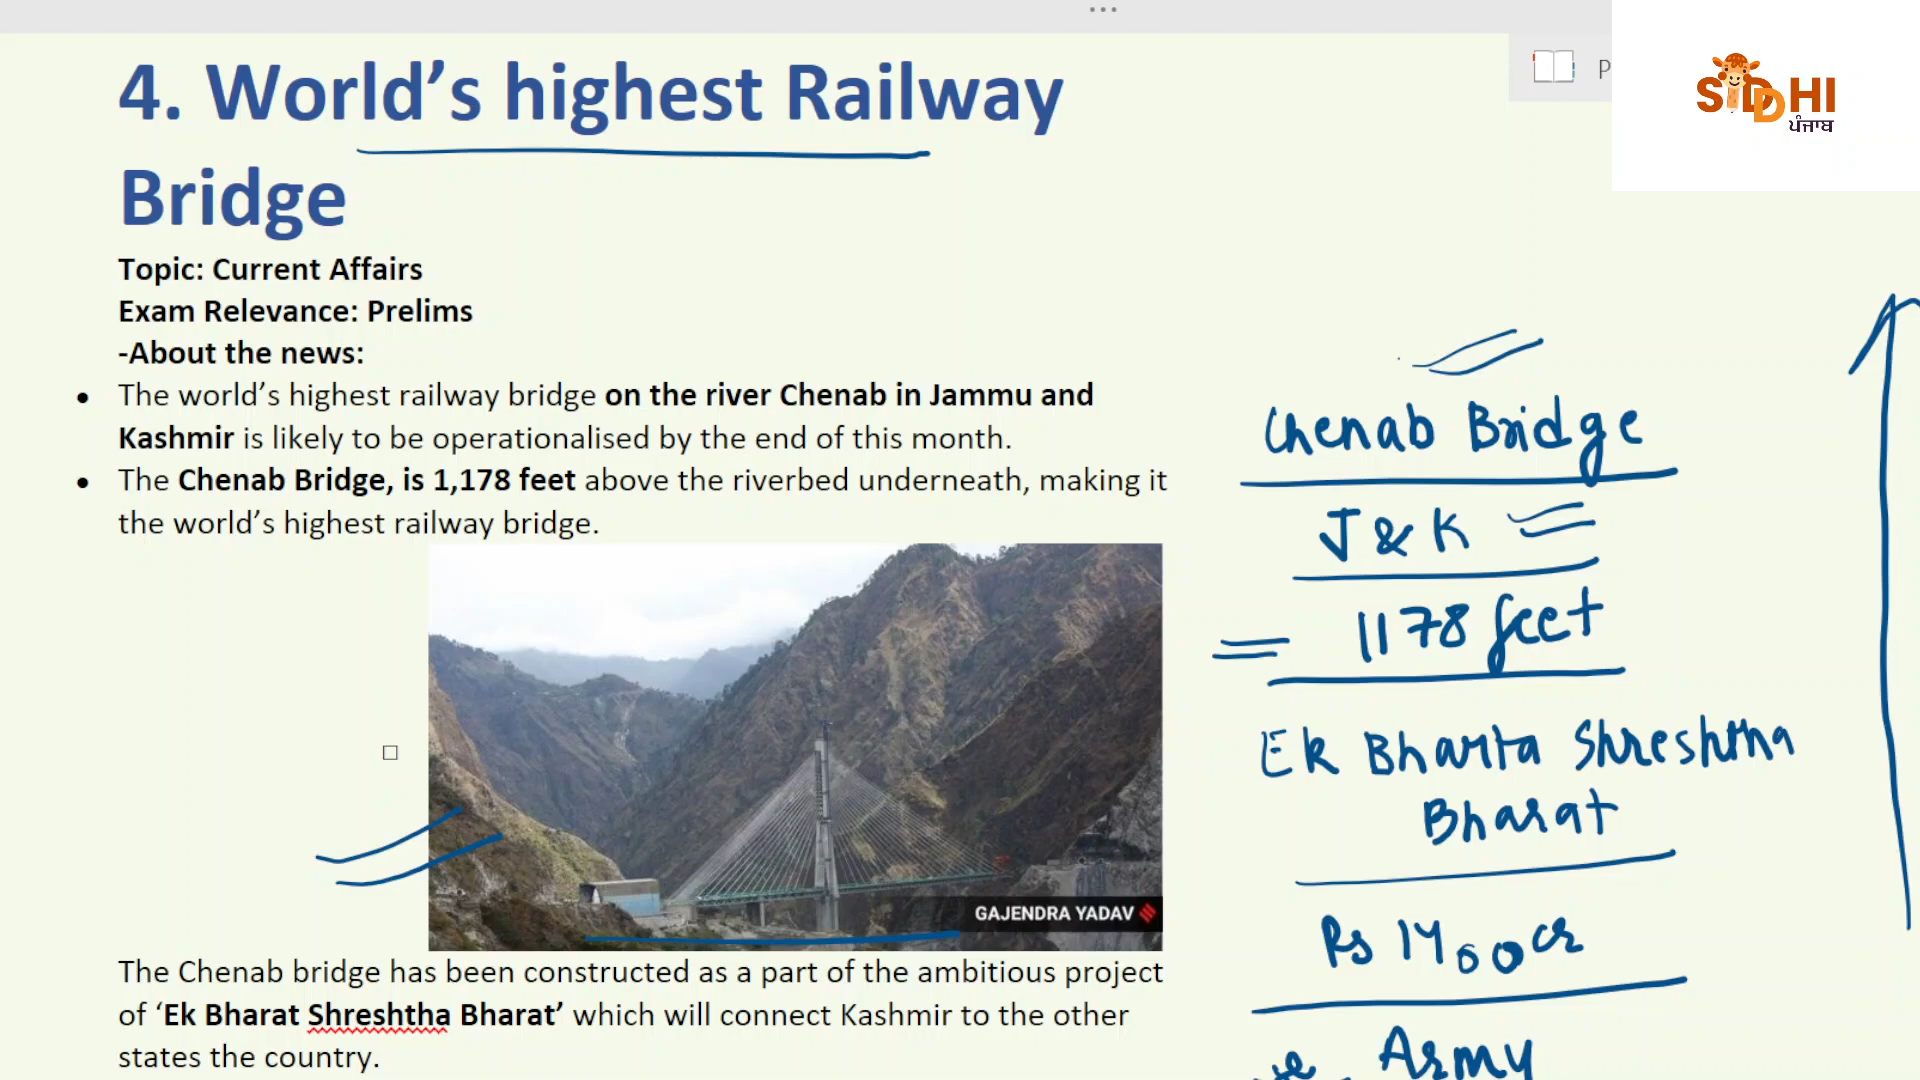 4. World's highest Railway
Bridge
Topic: Current Affairs
Exam Relevance: Prelims
-About the news:
• The world's highest railway bridge on the river Chenab in Jammu and
Kashmir is likely to be operationalised by the end of this month.
• The Chenab Bridge, is 1,178 feet above the riverbed underneath, making it
the world's highest railway bridge.
GAJENDRA YADAV
The Chenab bridge has been constructed as a part of the ambitious project
of ‘Ek Bharat Shreshtha Bharat’ which will connect Kashmir to the other
states the country.
P
SIDDHI
ਪੰਜਾਬ
Chenab Bridge
J & K
1178 feet
Ek Bharta Shreshtha
Bharat
Rs 1400 cr
Army